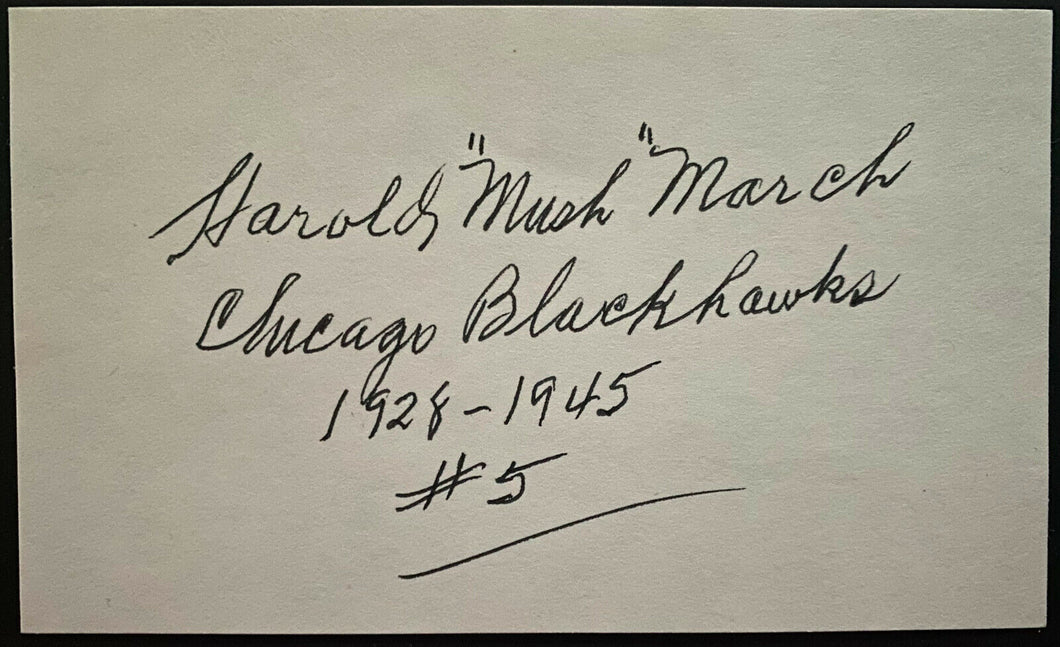 Harold "Mush" March
Chicago Blackhawks
1928-1945
#5